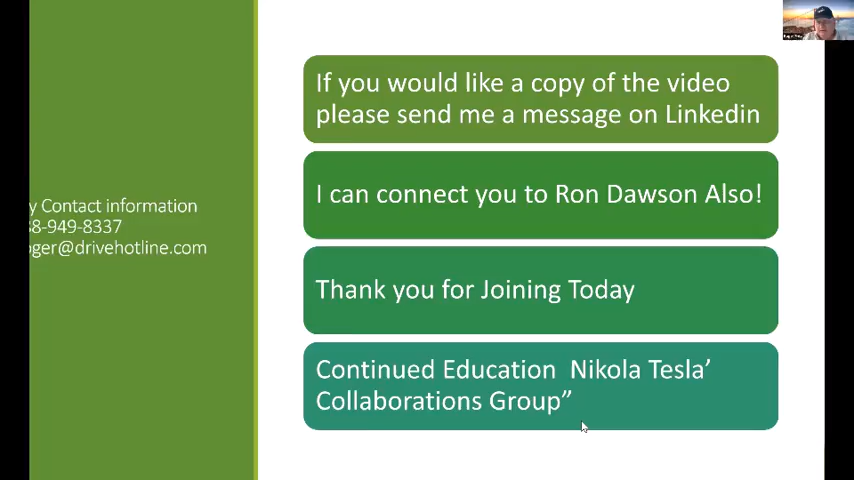 y Contact information
8-949-8337
oger@drivehotline.com
If you would like a copy of the video
please send me a message on Linkedin
I can connect you to Ron Dawson Also!
Thank you for Joining Today
Continued Education  Nikola Tesla’
Collaborations Group”